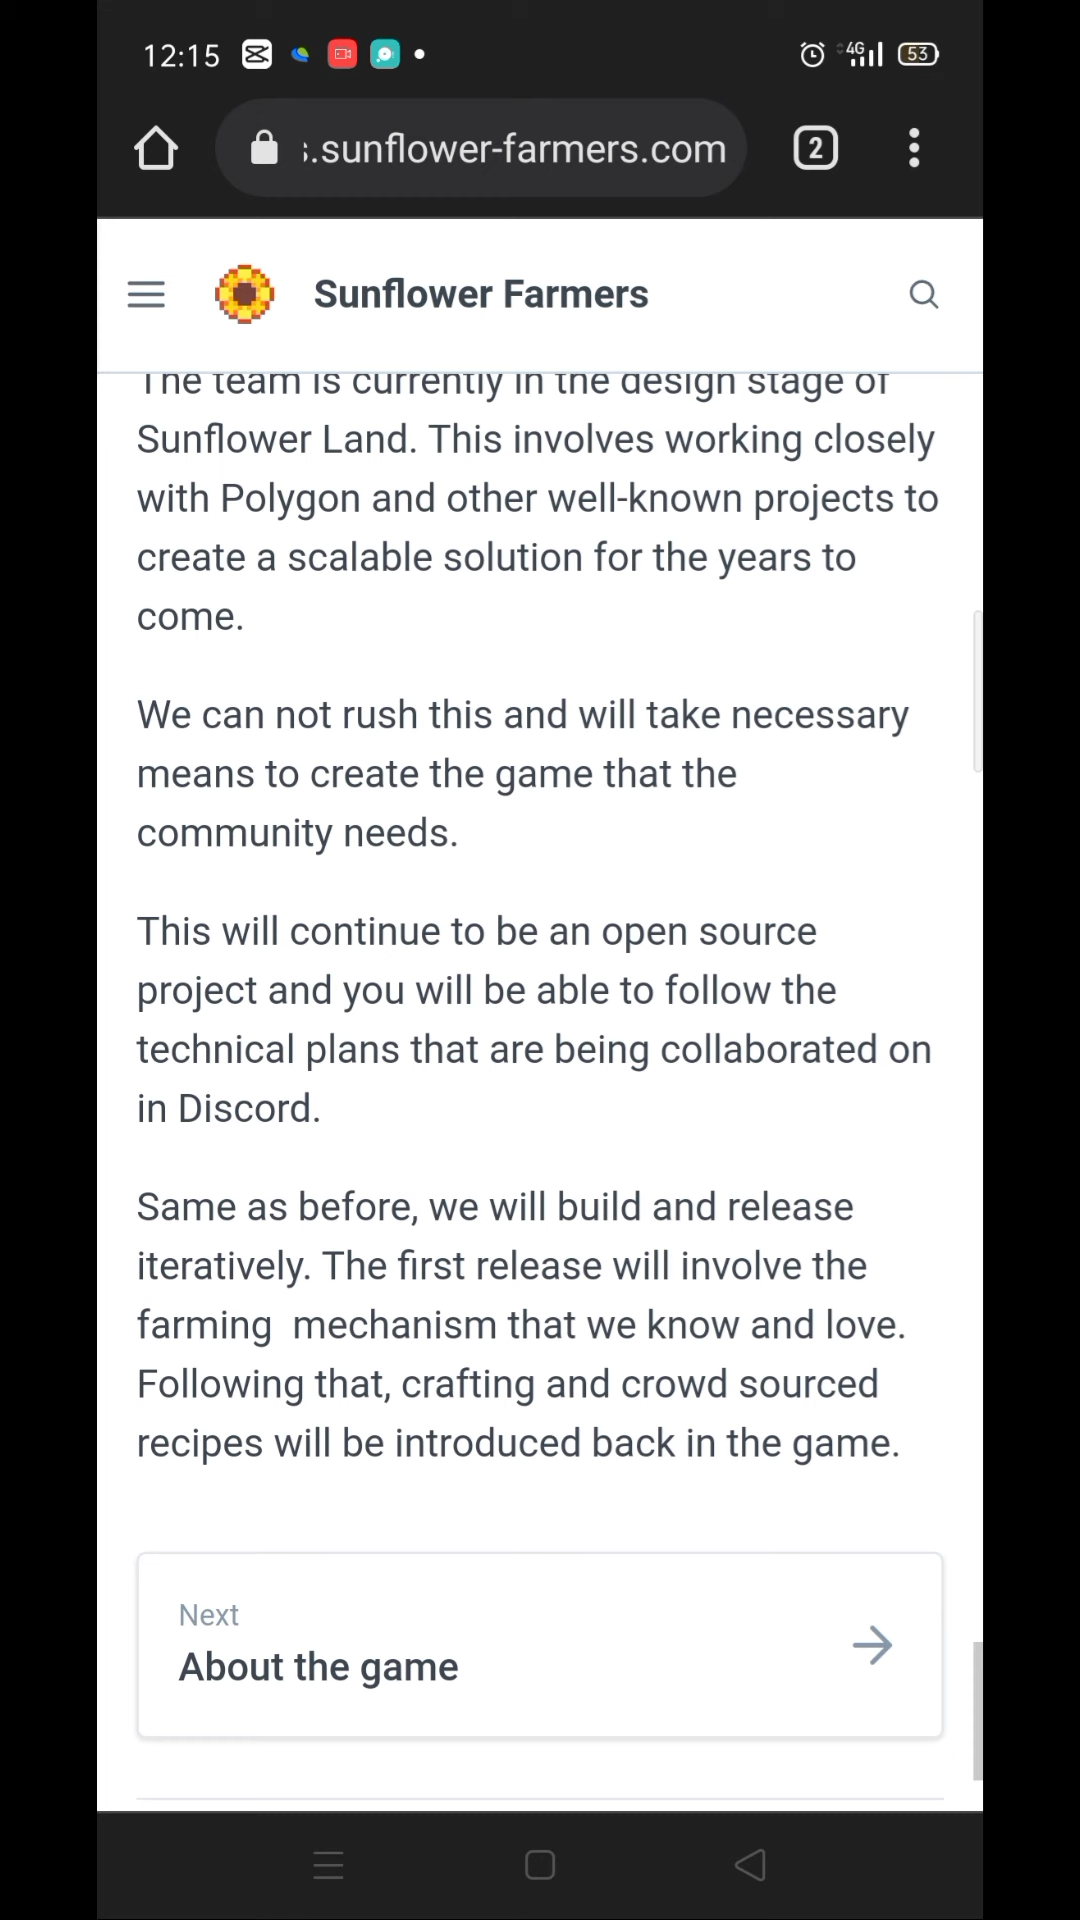 12:15
4G
53
s.sunflower-farmers.com
2
Sunflower Farmers
The team is currently in the design stage of
Sunflower Land. This involves working closely
with Polygon and other well-known projects to
create a scalable solution for the years to
come.
We can not rush this and will take necessary
means to create the game that the
community needs.
This will continue to be an open source
project and you will be able to follow the
technical plans that are being collaborated on
in Discord.
Same as before, we will build and release
iteratively. The first release will involve the
farming  mechanism that we know and love.
Following that, crafting and crowd sourced
recipes will be introduced back in the game.
Next
About the game